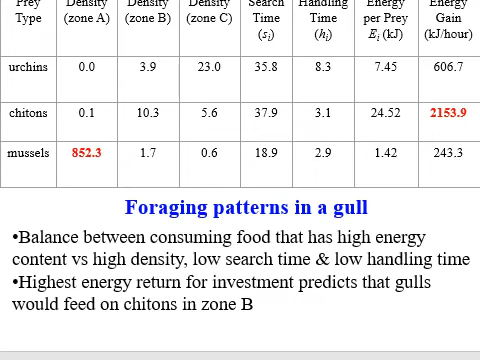 Prey Density Density Density Search Handling Energy Energy
Type (zone A) (zone B) (zone C) Time Time per Prey Gain
(si) (hi) Ei (kJ) (kJ/hour)
urchins 0.0 3.9 23.0 35.8 8.3 7.45 606.7
chitons 0.1 10.3 5.6 37.9 3.1 24.52 2153.9
mussels 852.3 1.7 0.6 18.9 2.9 1.42 243.3
Foraging patterns in a gull
•Balance between consuming food that has high energy
content vs high density, low search time & low handling time
•Highest energy return for investment predicts that gulls
would feed on chitons in zone B